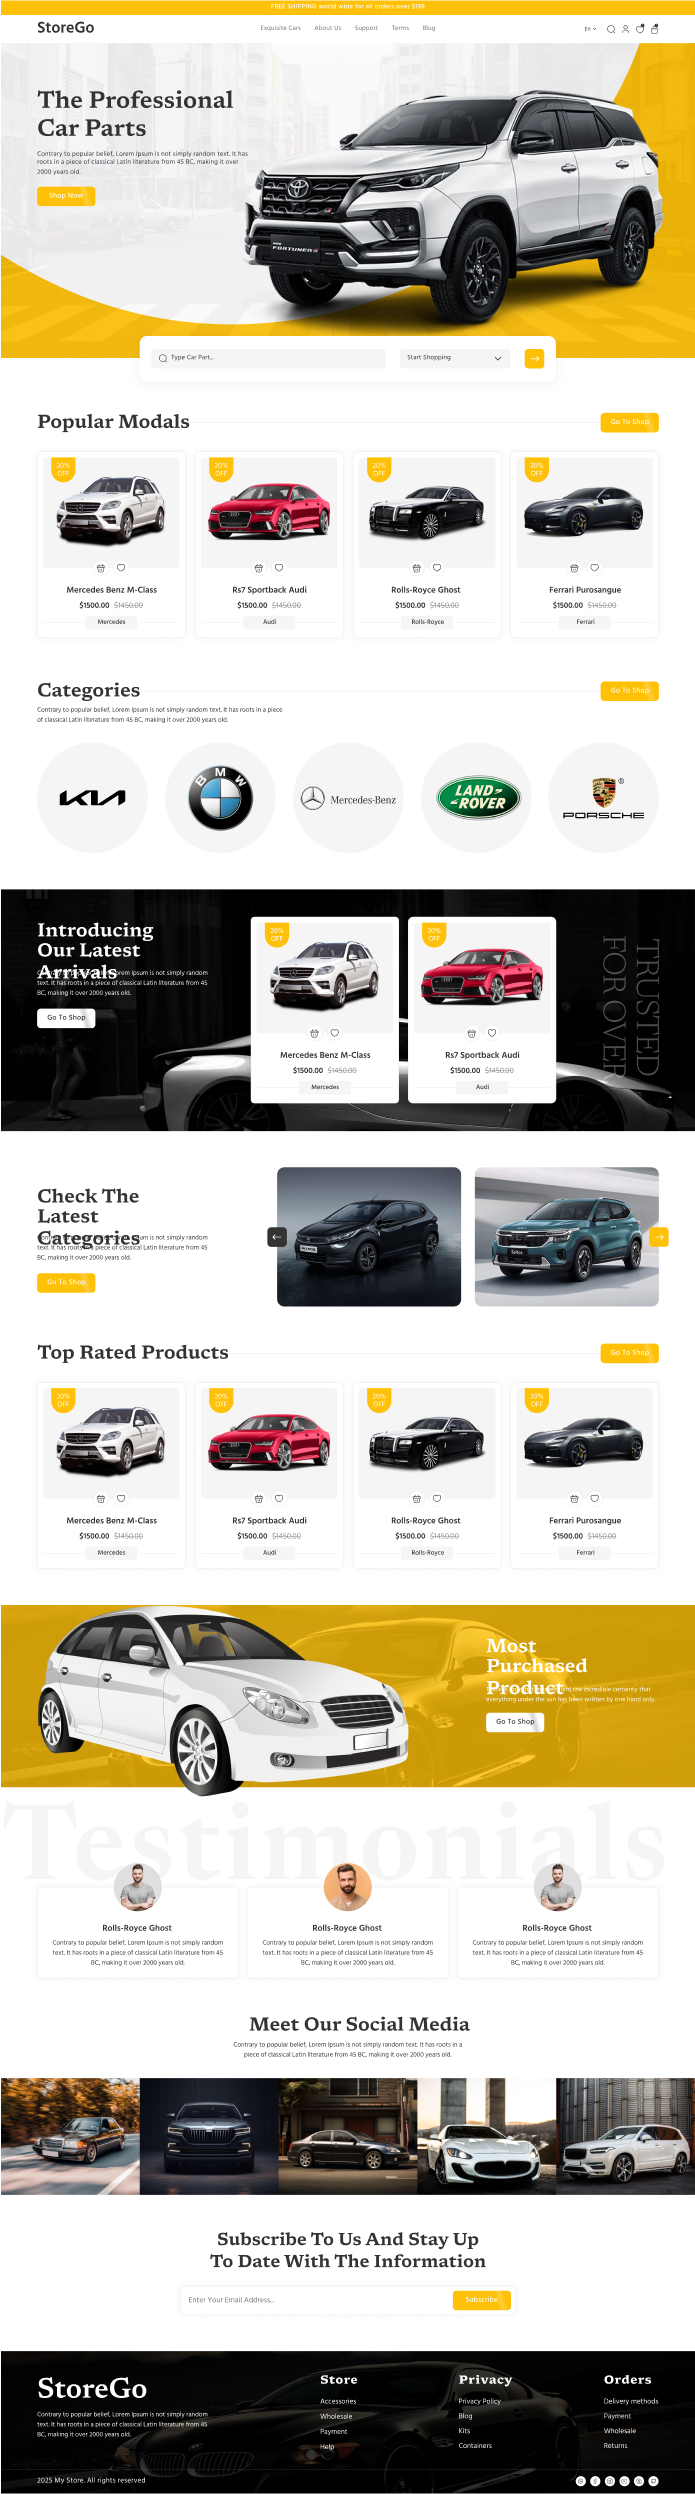 FREE SHIPPING world wide for all orders over $199
StoreGo
Exquisite Cars
About Us
Support
Terms
Blog
En
The Professional
Car Parts
Contrary to popular belief, Lorem Ipsum is not simply random text. It has
roots in a piece of classical Latin literature from 45 BC, making it over
2000 years old.
Shop Now
FORTUNER
Type Car Part...
Start Shopping
Popular Modals
Go To Shop
20%
OFF
20%
OFF
20%
OFF
20%
OFF
Mercedes Benz M-Class
Rs7 Sportback Audi
Rolls-Royce Ghost
Ferrari Purosangue
$1500.00 $1450.00
$1500.00 $1450.00
$1500.00 $1450.00
$1500.00 $1450.00
Mercedes
Audi
Rolls-Royce
Ferrari
Categories
Go To Shop
Contrary to popular belief, Lorem Ipsum is not simply random text. It has roots in a piece
of classical Latin literature from 45 BC, making it over 2000 years old.
KIA
BMW
Mercedes-Benz
LAND-
ROVER
PORSCHE
Introducing
Our Latest
Arrivals
Lorem Ipsum is not simply random
text. It has roots in a piece of classical Latin literature from 45
BC, making it over 2000 years old.
Go To Shop
20%
OFF
20%
OFF
Mercedes Benz M-Class
Rs7 Sportback Audi
$1500.00 $1450.00
$1500.00 $1450.00
Mercedes
Audi
TRUSTED
FOR OVER
Check The
Latest
Categories
Ipsum is not simply random
text. It has roots in a piece of classical Latin literature from 45
BC, making it over 2000 years old.
Go To Shop
Seltos
Top Rated Products
Go To Shop
20%
OFF
20%
OFF
20%
OFF
20%
OFF
Mercedes Benz M-Class
Rs7 Sportback Audi
Rolls-Royce Ghost
Ferrari Purosangue
$1500.00 $1450.00
$1500.00 $1450.00
$1500.00 $1450.00
$1500.00 $1450.00
Mercedes
Audi
Rolls-Royce
Ferrari
Most
Purchased
Product
and the incredible certainty that
everything under the sun has been written by one hand only.
Go To Shop
Testimonials
Rolls-Royce Ghost
Contrary to popular belief, Lorem Ipsum is not simply random
text. It has roots in a piece of classical Latin literature from 45
BC, making it over 2000 years old.
Rolls-Royce Ghost
Contrary to popular belief, Lorem Ipsum is not simply random
text. It has roots in a piece of classical Latin literature from 45
BC, making it over 2000 years old.
Rolls-Royce Ghost
Contrary to popular belief, Lorem Ipsum is not simply random
text. It has roots in a piece of classical Latin literature from 45
BC, making it over 2000 years old.
Meet Our Social Media
Contrary to popular belief, Lorem Ipsum is not simply random text. It has roots in a
piece of classical Latin literature from 45 BC, making it over 2000 years old.
Subscribe To Us And Stay Up
To Date With The Information
Enter Your Email Address...
Subscribe
StoreGo
Contrary to popular belief, Lorem Ipsum is not simply random
text. It has roots in a piece of classical Latin literature from 45
BC, making it over 2000 years old.
Store
Accessories
Wholesale
Payment
Help
Privacy
Privacy Policy
Blog
Kits
Containers
Orders
Delivery methods
Payment
Wholesale
Returns
2025 My Store. All rights reserved